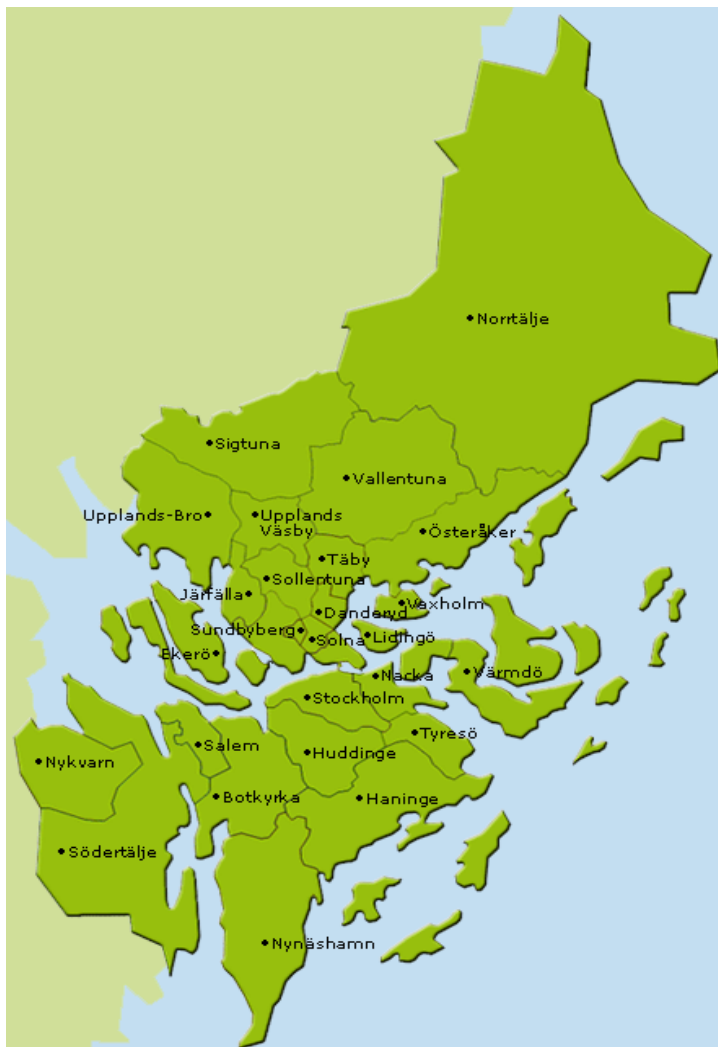 Norrtälje
Sigtuna
Vallentuna
Upplands-Bro
Upplands
Väsby
Österåker
Täby
Sollentuna
Järfälla
Vaxholm
Danderyd
Sundbyberg
Solna
Lidingö
Ekerö
Nacka
Värmdö
Stockholm
Tyresö
Salem
Huddinge
Nykvarn
Botkyrka
Haninge
Södertälje
Nynäshamn